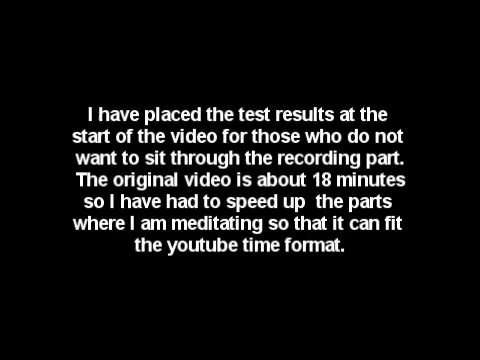 I have placed the test results at the
start of the video for those who do not
want to sit through the recording part.
The original video is about 18 minutes
so I have had to speed up the parts
where I am meditating so that it can fit
the youtube time format.